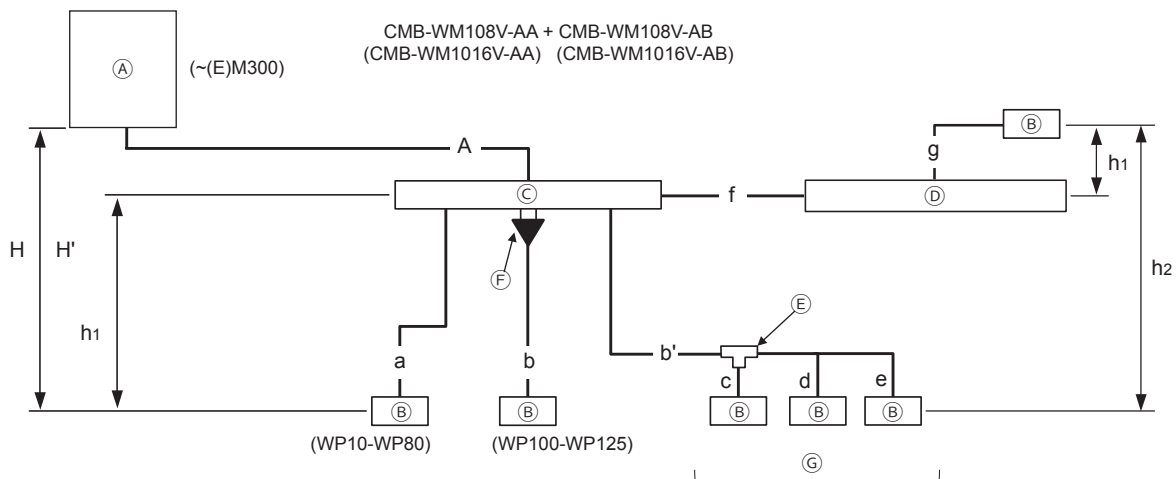 CMB-WM108V-AA + CMB-WM108V-AB
(CMB-WM1016V-AA) (CMB-WM1016V-AB)
Ⓐ (~(E)M300)
Ⓑ
A
g
h1
Ⓒ
f
Ⓓ
H H'
Ⓕ
h2
h1
Ⓔ
a b b'
c d e
Ⓑ Ⓑ Ⓑ Ⓑ Ⓑ
(WP10-WP80) (WP100-WP125)
Ⓖ